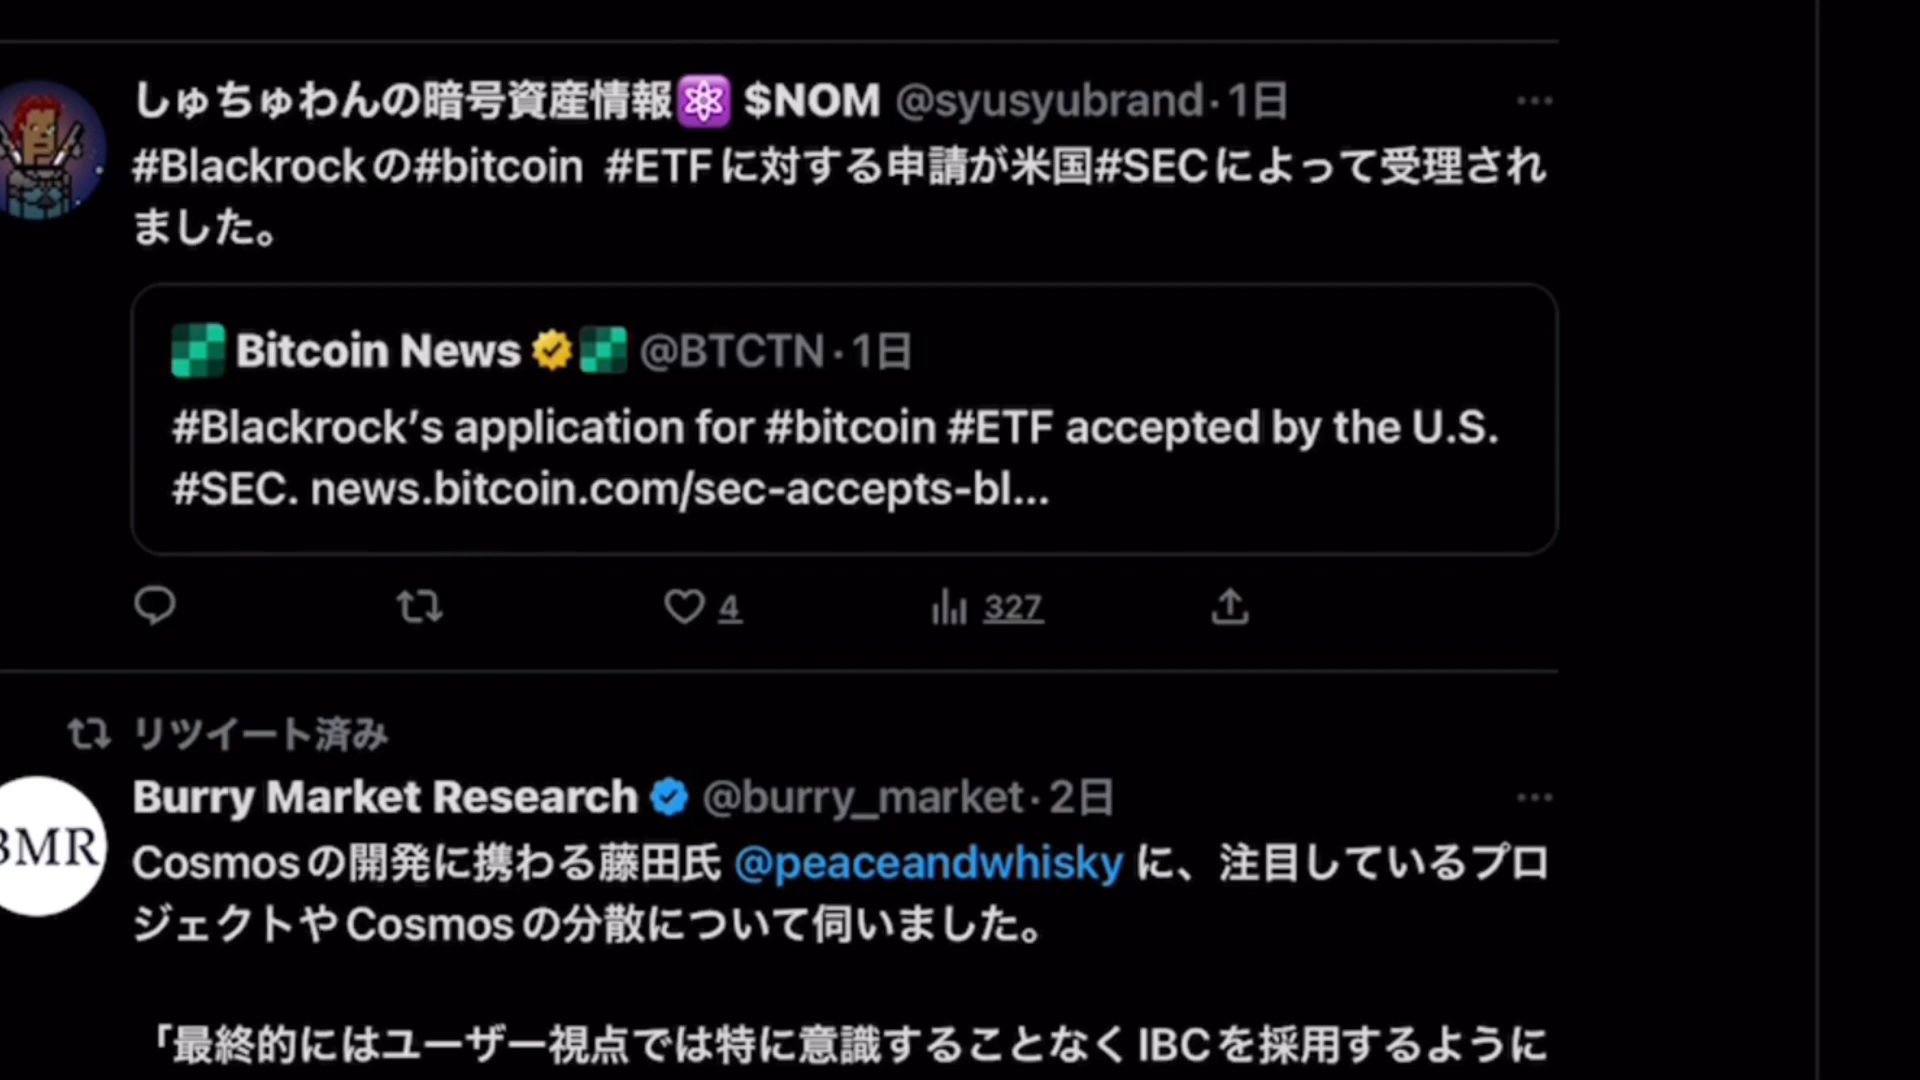 しゅちゅわんの暗号資産情報⚛️ $NOM @syusyubrand · 1日
#Blackrockの#bitcoin #ETFに対する申請が米国#SECによって受理され
ました。
Bitcoin News @BTCTN · 1日
#Blackrock’s application for #bitcoin #ETF accepted by the U.S.
#SEC. news.bitcoin.com/sec-accepts-bl...
4
327
リツイート済み
Burry Market Research @burry_market · 2日
BMR
Cosmosの開発に携わる藤田氏 @peaceandwhisky に、注目しているプロ
ジェクトやCosmosの分散について伺いました。
「最終的にはユーザー視点では特に意識することなくIBCを採用するように